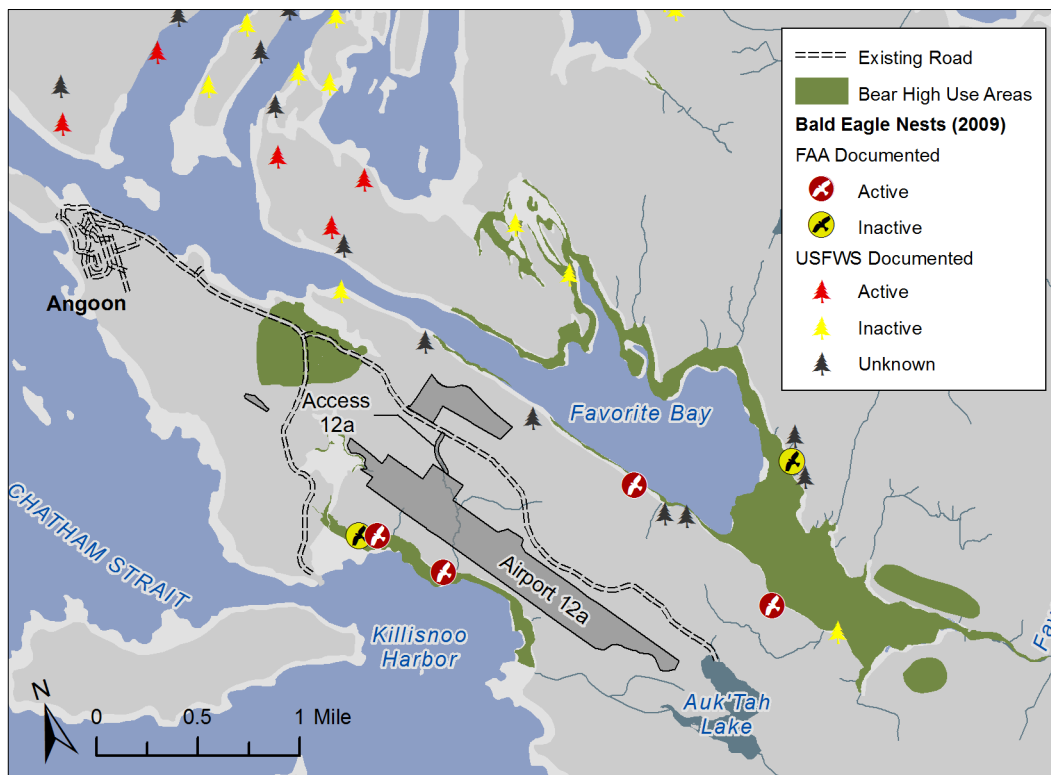 Existing Road
Bear High Use Areas
Bald Eagle Nests (2009)
FAA Documented
Active
Inactive
USFWS Documented
Active
Inactive
Unknown
Angoon
Access
12a
Favorite Bay
CHATHAM STRAIT
Airport 12a
Killisnoo
Harbor
Fav
Auk'Tah
Lake
N
0 0.5 1 Mile